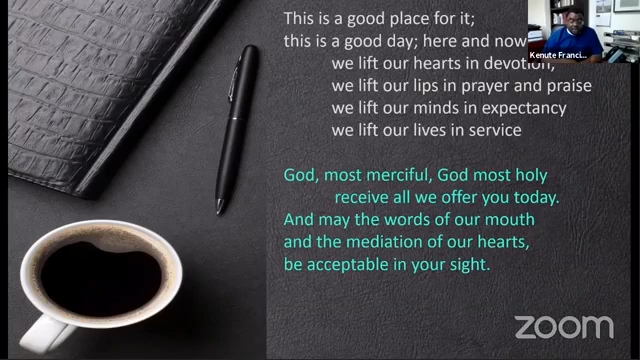 This is a good place for it;
this is a good day; here and now
we lift our hearts in devotion,
we lift our lips in prayer and praise
we lift our minds in expectancy
we lift our lives in service
God, most merciful, God most holy
receive all we offer you today.
And may the words of our mouth
and the mediation of our hearts,
be acceptable in your sight.
Kenute Franci...
zoom